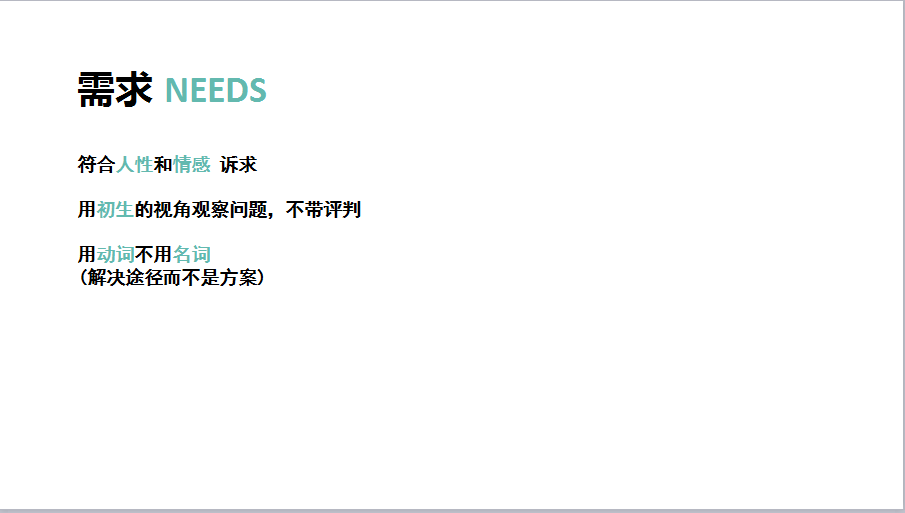 需求 NEEDS
符合人性和情感 诉求
用初生的视角观察问题，不带评判
用动词不用名词
(解决途径而不是方案)